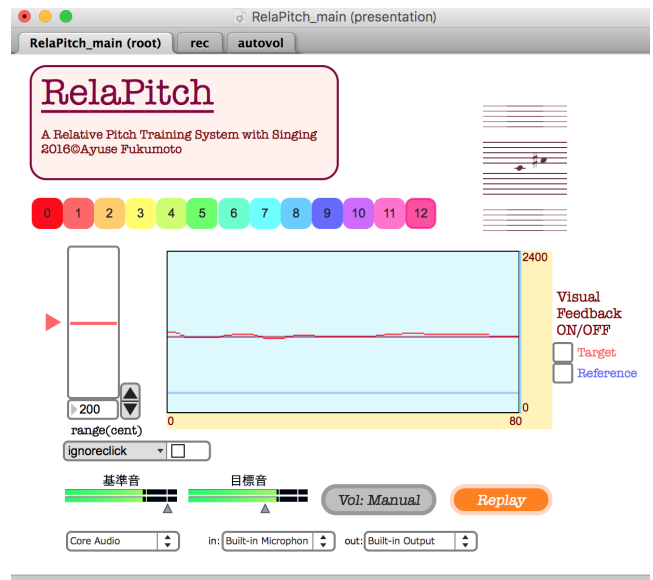 RelaPitch_main (presentation)
RelaPitch_main (root) rec autovol
RelaPitch
A Relative Pitch Training System with Singing
2016©Ayuse Fukumoto
0 1 2 3 4 5 6 7 8 9 10 11 12
2400
Visual
Feedback
ON/OFF
Target
Reference
200
0
0 80
range(cent)
ignoreclick
基準音 目標音
Vol: Manual Replay
Core Audio in: Built-in Microphon out: Built-in Output